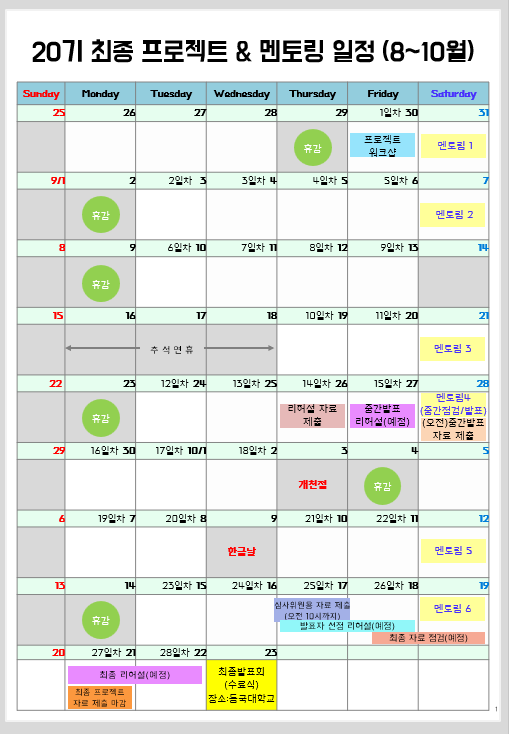 20기 최종 프로젝트 & 멘토링 일정 (8~10월)
Sunday Monday Tuesday Wednesday Thursday Friday Saturday
25 26 27 28 29 1일차 30 31
휴강
프로젝트
워크샵
멘토링 1
9/1 2 2일차 3 3일차 4 4일차 5 5일차 6 7
휴강
멘토링 2
8 9 6일차 10 7일차 11 8일차 12 9일차 13 14
휴강
15 16 17 18 10일차 19 11일차 20 21
추석연휴
멘토링 3
22 23 12일차 24 13일차 25 14일차 26 15일차 27 28
휴강
리허설 자료
제출
중간발표
리허설(예정)
멘토링4
(중간점검/발표)
(오전)중간발표
자료 제출
29 16일차 30 17일차 10/1 18일차 2 3 4 5
개천절
휴강
6 19일차 7 20일차 8 9 21일차 10 22일차 11 12
한글날
멘토링 5
13 14 23일차 15 24일차 16 25일차 17 26일차 18 19
휴강
심사위원용 자료 제출
(오전 10시까지)
발표자 선정 리허설(예정)
최종 자료 점검(예정)
멘토링 6
20 27일차 21 28일차 22 23
최종 리허설(예정)
최종 프로젝트
자료 제출 마감
최종발표회
(수료식)
장소:동국대학교
1